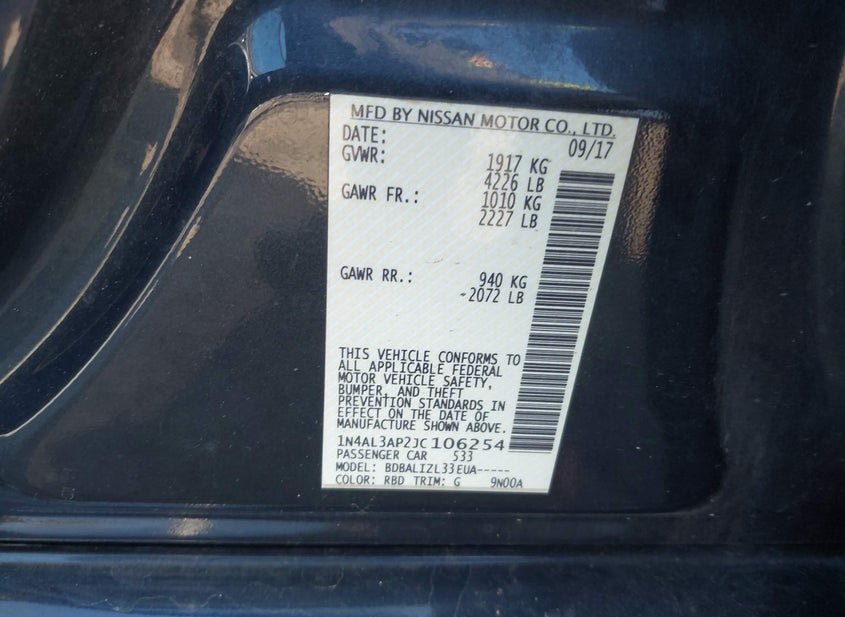 MFD BY NISSAN MOTOR CO., LTD.
DATE: 09/17
GVWR: 1917 KG
4226 LB
GAWR FR.: 1010 KG
2227 LB
GAWR RR.: 940 KG
-2072 LB
THIS VEHICLE CONFORMS TO
ALL APPLICABLE FEDERAL
MOTOR VEHICLE SAFETY,
BUMPER, AND THEFT
PREVENTION STANDARDS IN
EFFECT ON THE DATE OF
MANUFACTURE SHOWN ABOVE.
1N4AL3AP2JC106254
PASSENGER CAR 533
MODEL: BDBALIZL33EUA-----
COLOR: RBD TRIM: G 9N00A